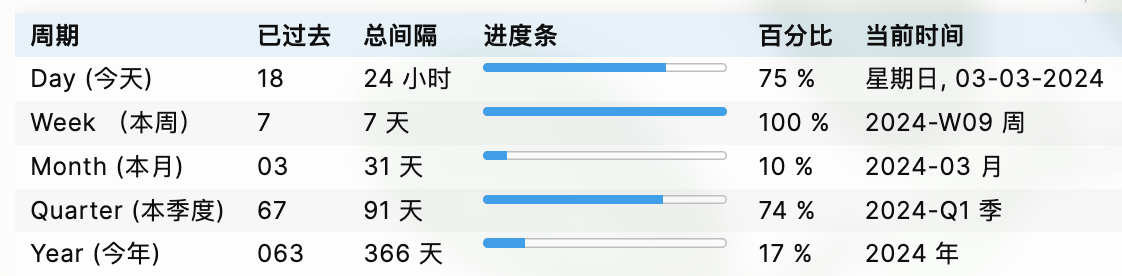 周期 已过去 总间隔 进度条 百分比 当前时间
Day (今天) 18 24 小时 75 % 星期日, 03-03-2024
Week （本周） 7 7 天 100 % 2024-W09 周
Month (本月) 03 31 天 10 % 2024-03 月
Quarter (本季度) 67 91 天 74 % 2024-Q1 季
Year (今年) 063 366 天 17 % 2024 年